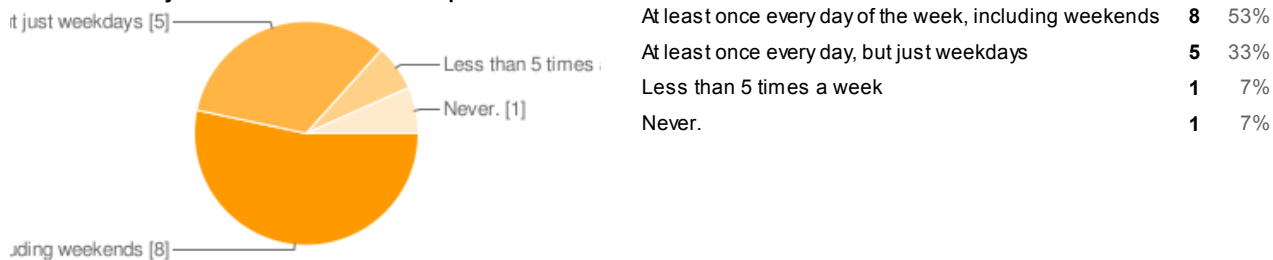 t just weekdays [5]
Less than 5 times
Never. [1]
uding weekends [8]
At least once every day of the week, including weekends 8 53%
At least once every day, but just weekdays 5 33%
Less than 5 times a week 1 7%
Never. 1 7%